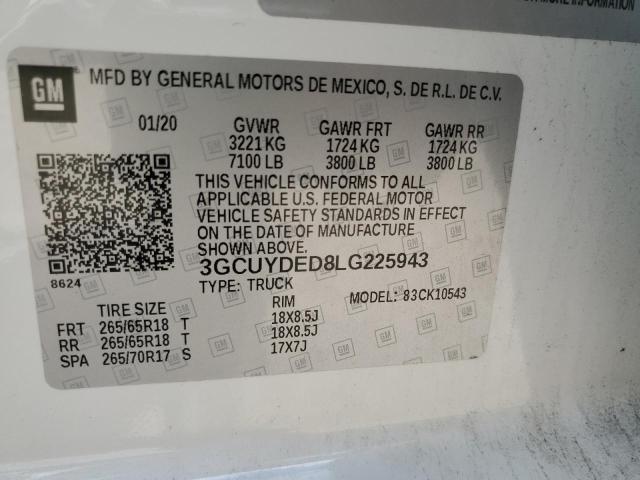 MORE INFORMATION
GM MFD BY GENERAL MOTORS DE MEXICO, S. DE R.L. DE C.V.
01/20 GVWR GAWR FRT GAWR RR
3221 KG 1724 KG 1724 KG
7100 LB 3800 LB 3800 LB
THIS VEHICLE CONFORMS TO ALL
APPLICABLE U.S. FEDERAL MOTOR
VEHICLE SAFETY STANDARDS IN EFFECT
ON THE DATE OF MANUFACTURE
SHOWN ABOVE.
3GCUYDED8LG225943
8624
TYPE: TRUCK MODEL: 83CK10543
TIRE SIZE RIM
FRT 265/65R18 T 18X8.5J
RR 265/65R18 T 18X8.5J
SPA 265/70R17 S 17X7J